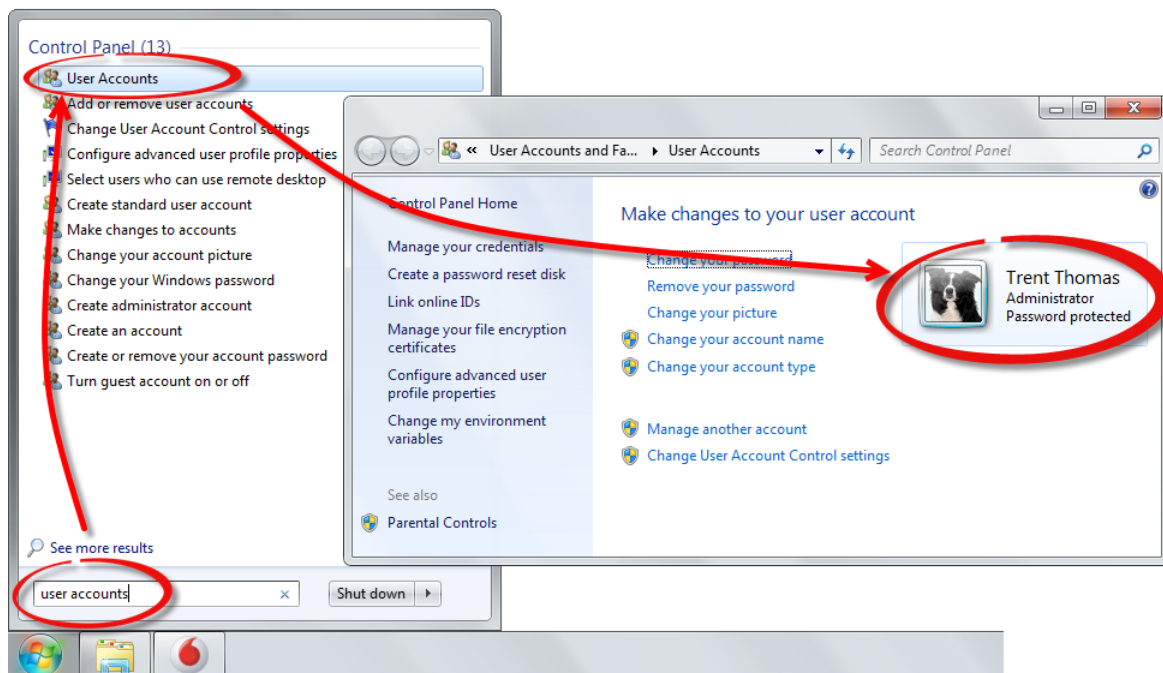 Control Panel (13)
User Accounts
Add or remove user accounts
Change User Account Control settings
Configure advanced user profile properties
Select users who can use remote desktop
Create standard user account
Make changes to accounts
Change your account picture
Change your Windows password
Create administrator account
Create an account
Create or remove your account password
Turn guest account on or off
See more results
user accounts
Shut down
« User Accounts and Fa... User Accounts
Search Control Panel
Control Panel Home
Manage your credentials
Create a password reset disk
Link online IDs
Manage your file encryption
certificates
Configure advanced user
profile properties
Change my environment
variables
See also
Parental Controls
Make changes to your user account
Change your password
Remove your password
Change your picture
Change your account name
Change your account type
Manage another account
Change User Account Control settings
Trent Thomas
Administrator
Password protected